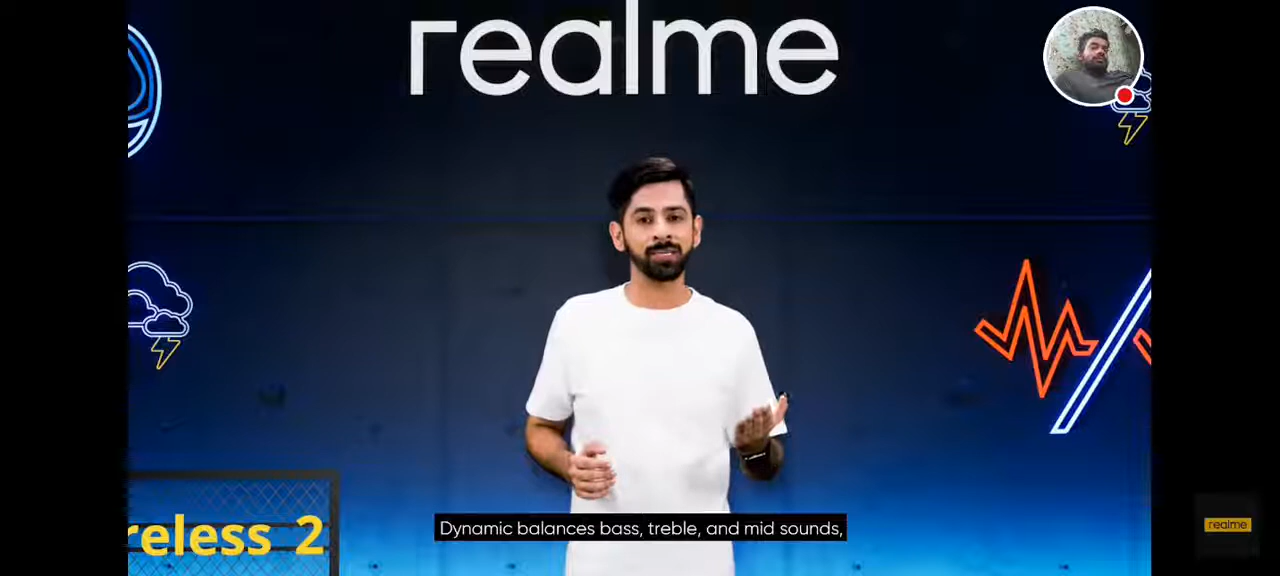 realme
reless 2
Dynamic balances bass, treble, and mid sounds,
realme